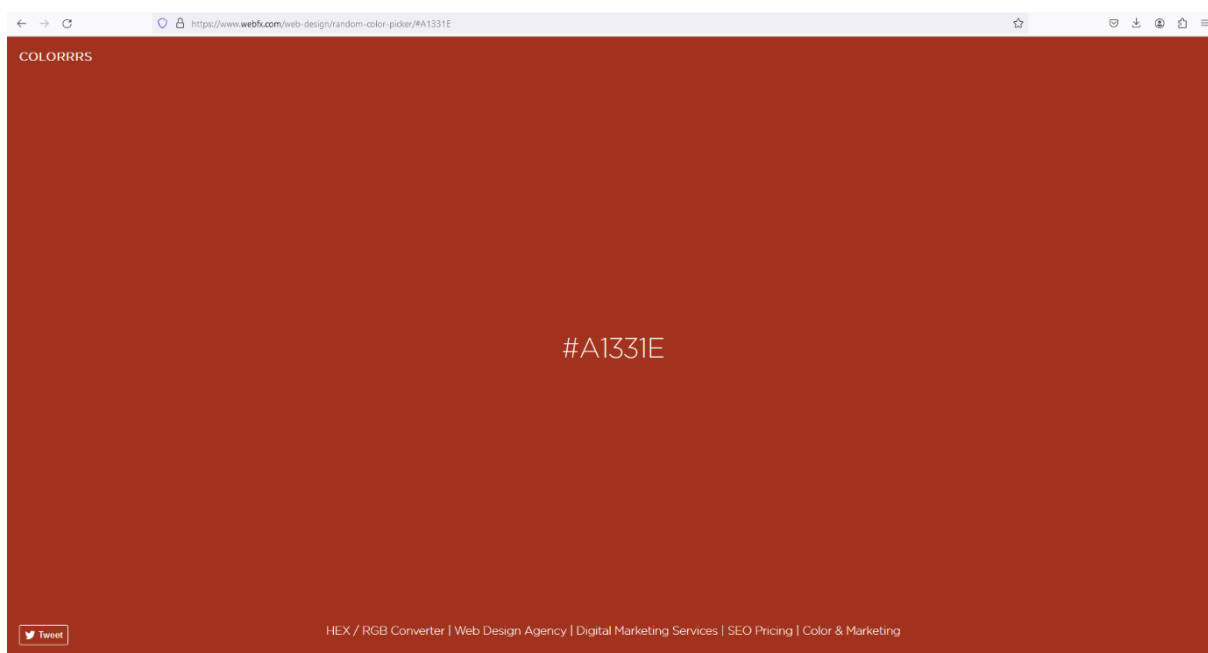 https://www.webfx.com/web-design/random-color-picker/#A1331E
COLORRRS
#A1331E
Tweet
HEX / RGB Converter | Web Design Agency | Digital Marketing Services | SEO Pricing | Color & Marketing